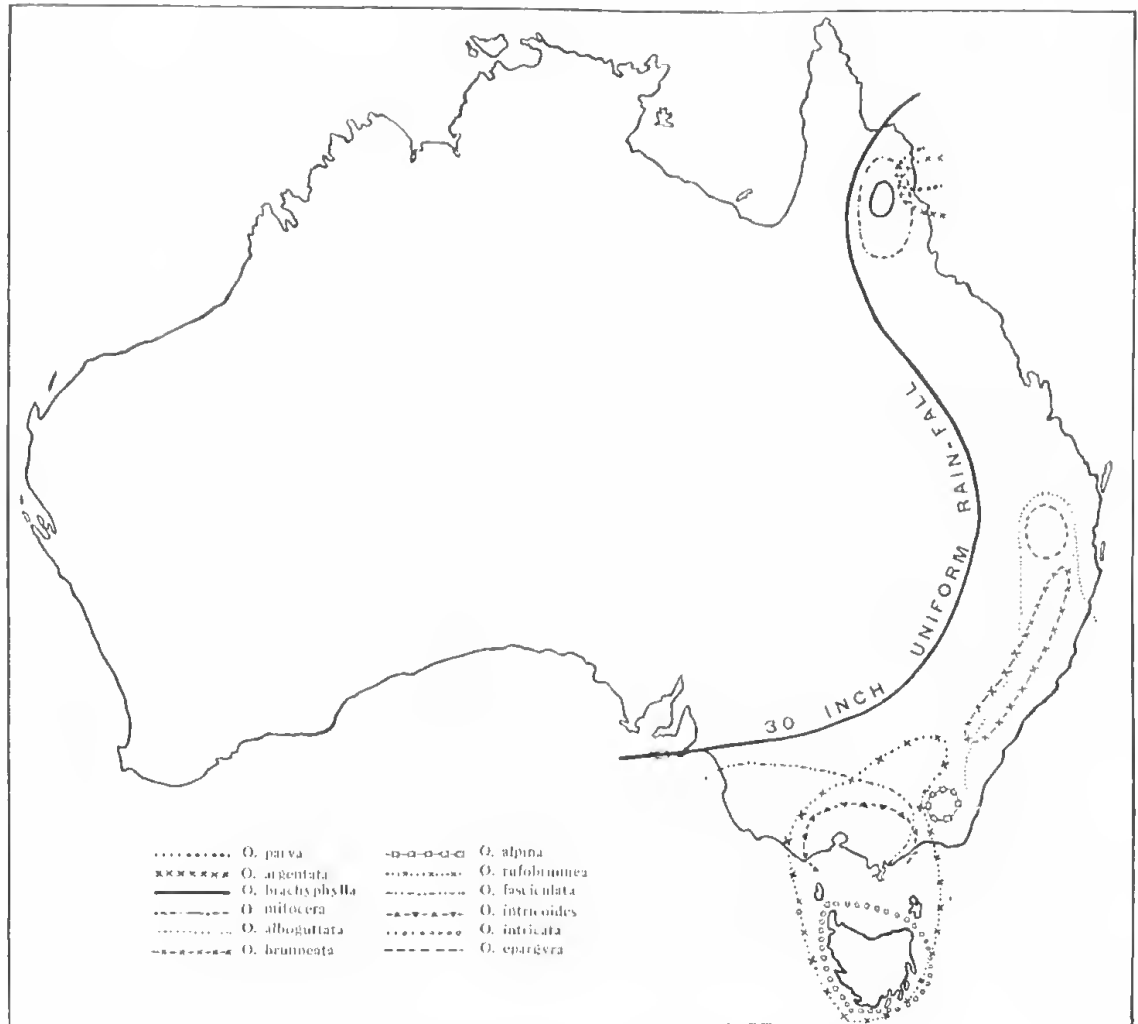 30 INCH UNIFORM RAIN-FALL
O. parva
O. argentata
O. brachyphylla
O. mitocera
O. alboguttata
O. brunneata
O. alpina
O. rufobrunnea
O. fasciculata
O. intricoides
O. intricata
O. epargyra